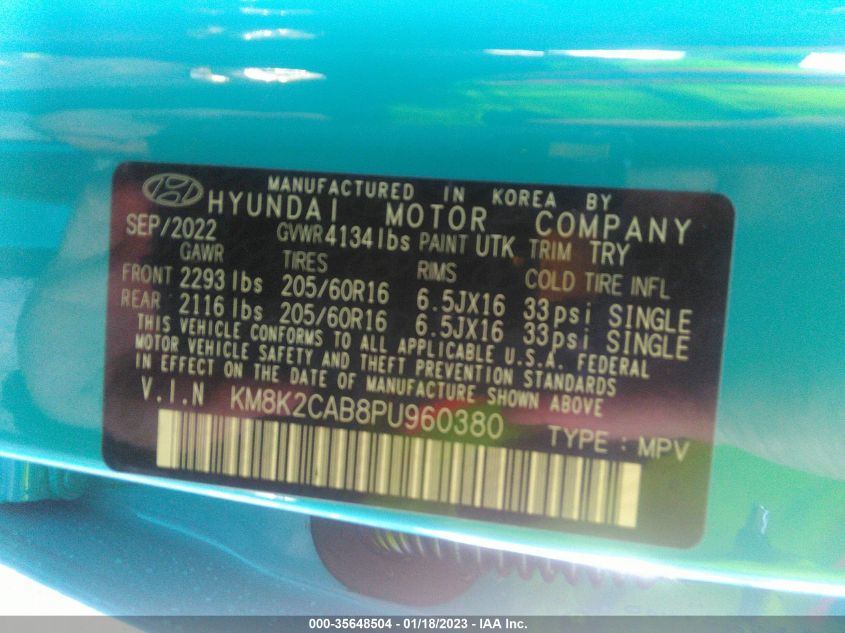 MANUFACTURED IN KOREA BY
HYUNDAI MOTOR COMPANY
SEP/2022 GVWR 4134lbs PAINT UTK TRIM TRY
GAWR TIRES RIMS COLD TIRE INFL
FRONT 2293 lbs 205/60R16 6.5JX16 33psi SINGLE
REAR 2116 lbs 205/60R16 6.5JX16 33psi SINGLE
THIS VEHICLE CONFORMS TO ALL APPLICABLE U.S.A. FEDERAL
MOTOR VEHICLE SAFETY AND THEFT PREVENTION STANDARDS
IN EFFECT ON THE DATE OF MANUFACTURE SHOWN ABOVE
V.I.N KM8K2CAB8PU960380
TYPE : MPV
000-35648504 - 01/18/2023 - IAA Inc.